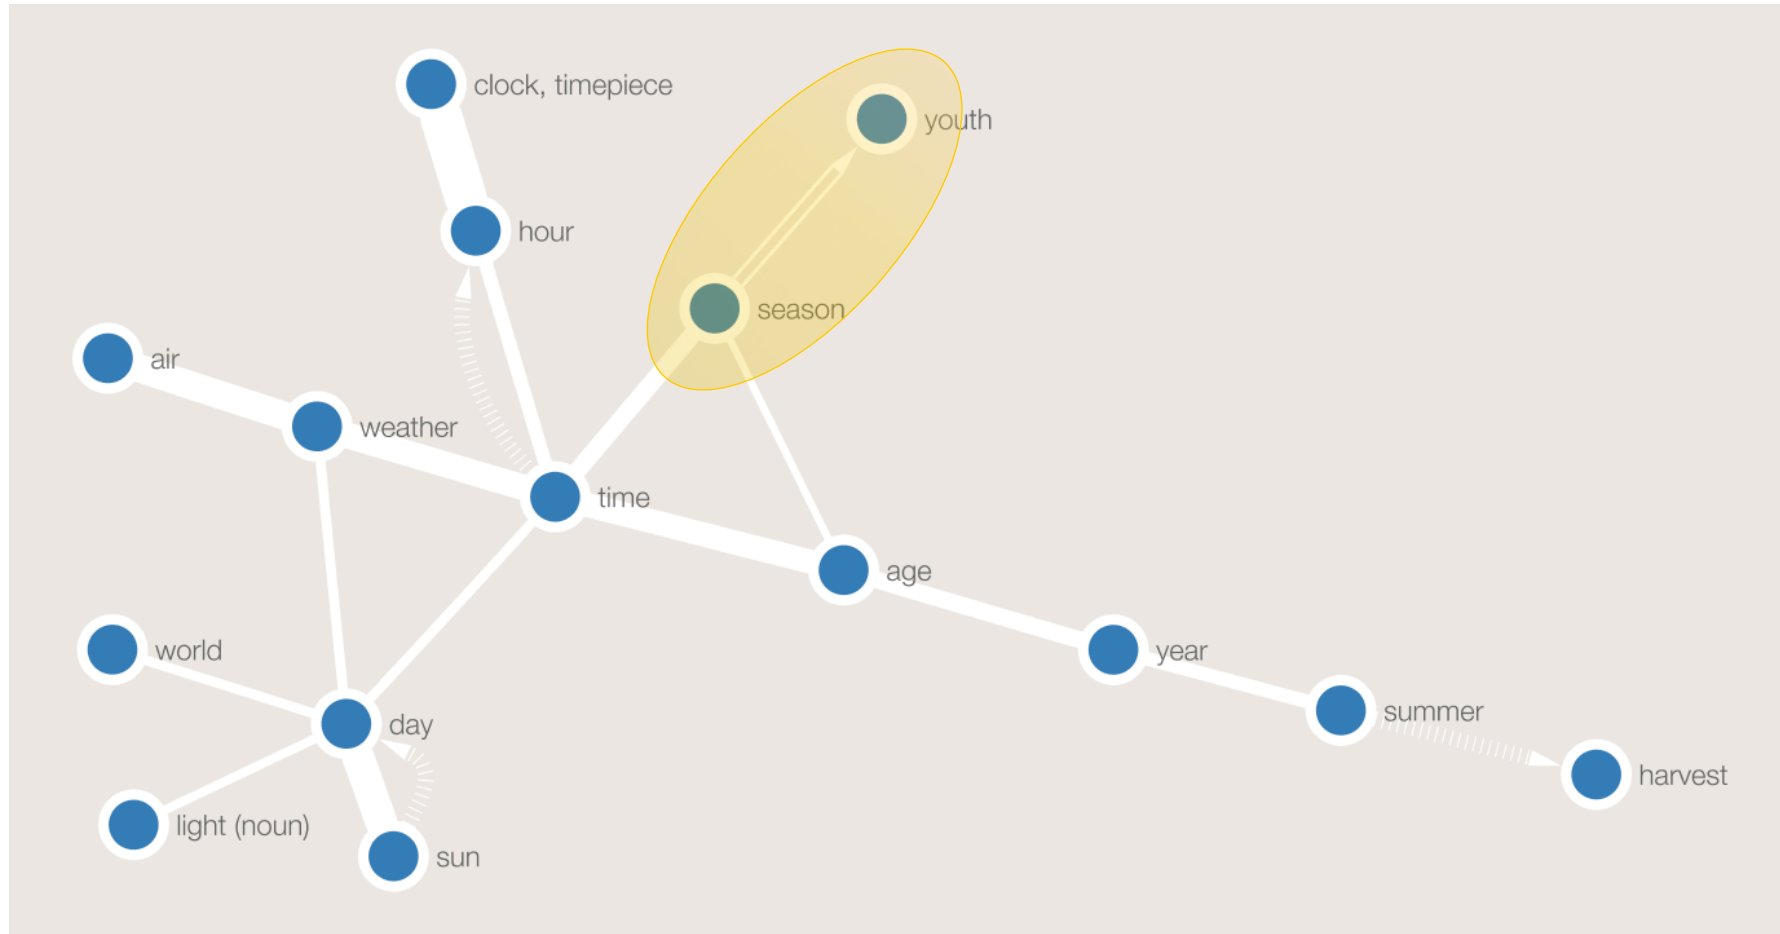 clock, timepiece
youth
hour
season
air
weather
time
age
world
year
summer
day
harvest
light (noun)
sun